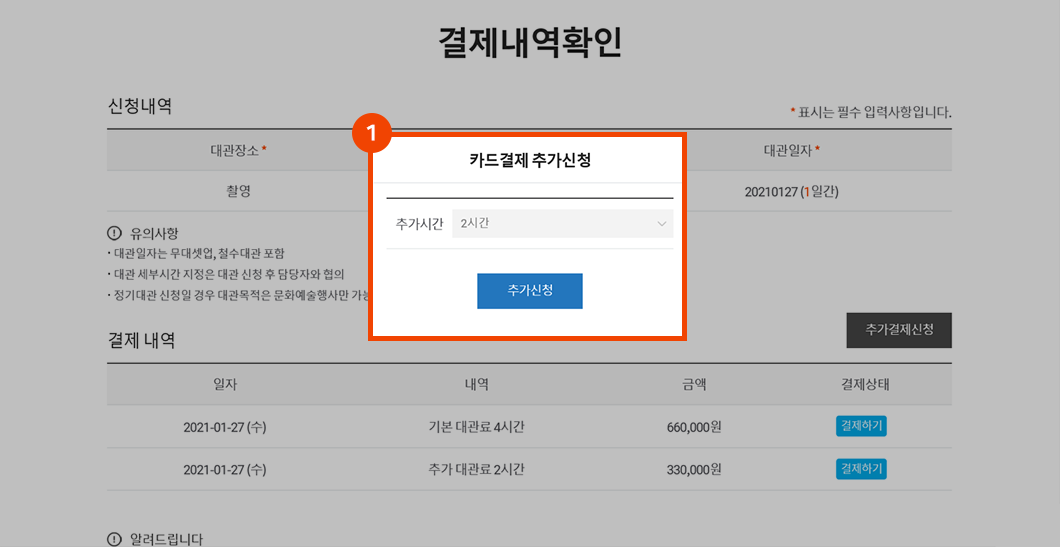 결제내역확인
신청내역
* 표시는 필수 입력사항입니다.
1
대관장소 *
대관일자 *
촬영
20210127 (1일간)
카드결제 추가신청
추가시간
2시간
추가신청
유의사항
• 대관일자는 무대셋업, 철수대관 포함
• 대관 세부시간 지정은 대관 신청 후 담당자와 협의
• 정기대관 신청일 경우 대관목적은 문화예술행사만 가능
결제 내역
추가결제신청
일자 내역 금액 결제상태
2021-01-27 (수) 기본 대관료 4시간 660,000원 결제하기
2021-01-27 (수) 추가 대관료 2시간 330,000원 결제하기
알려드립니다